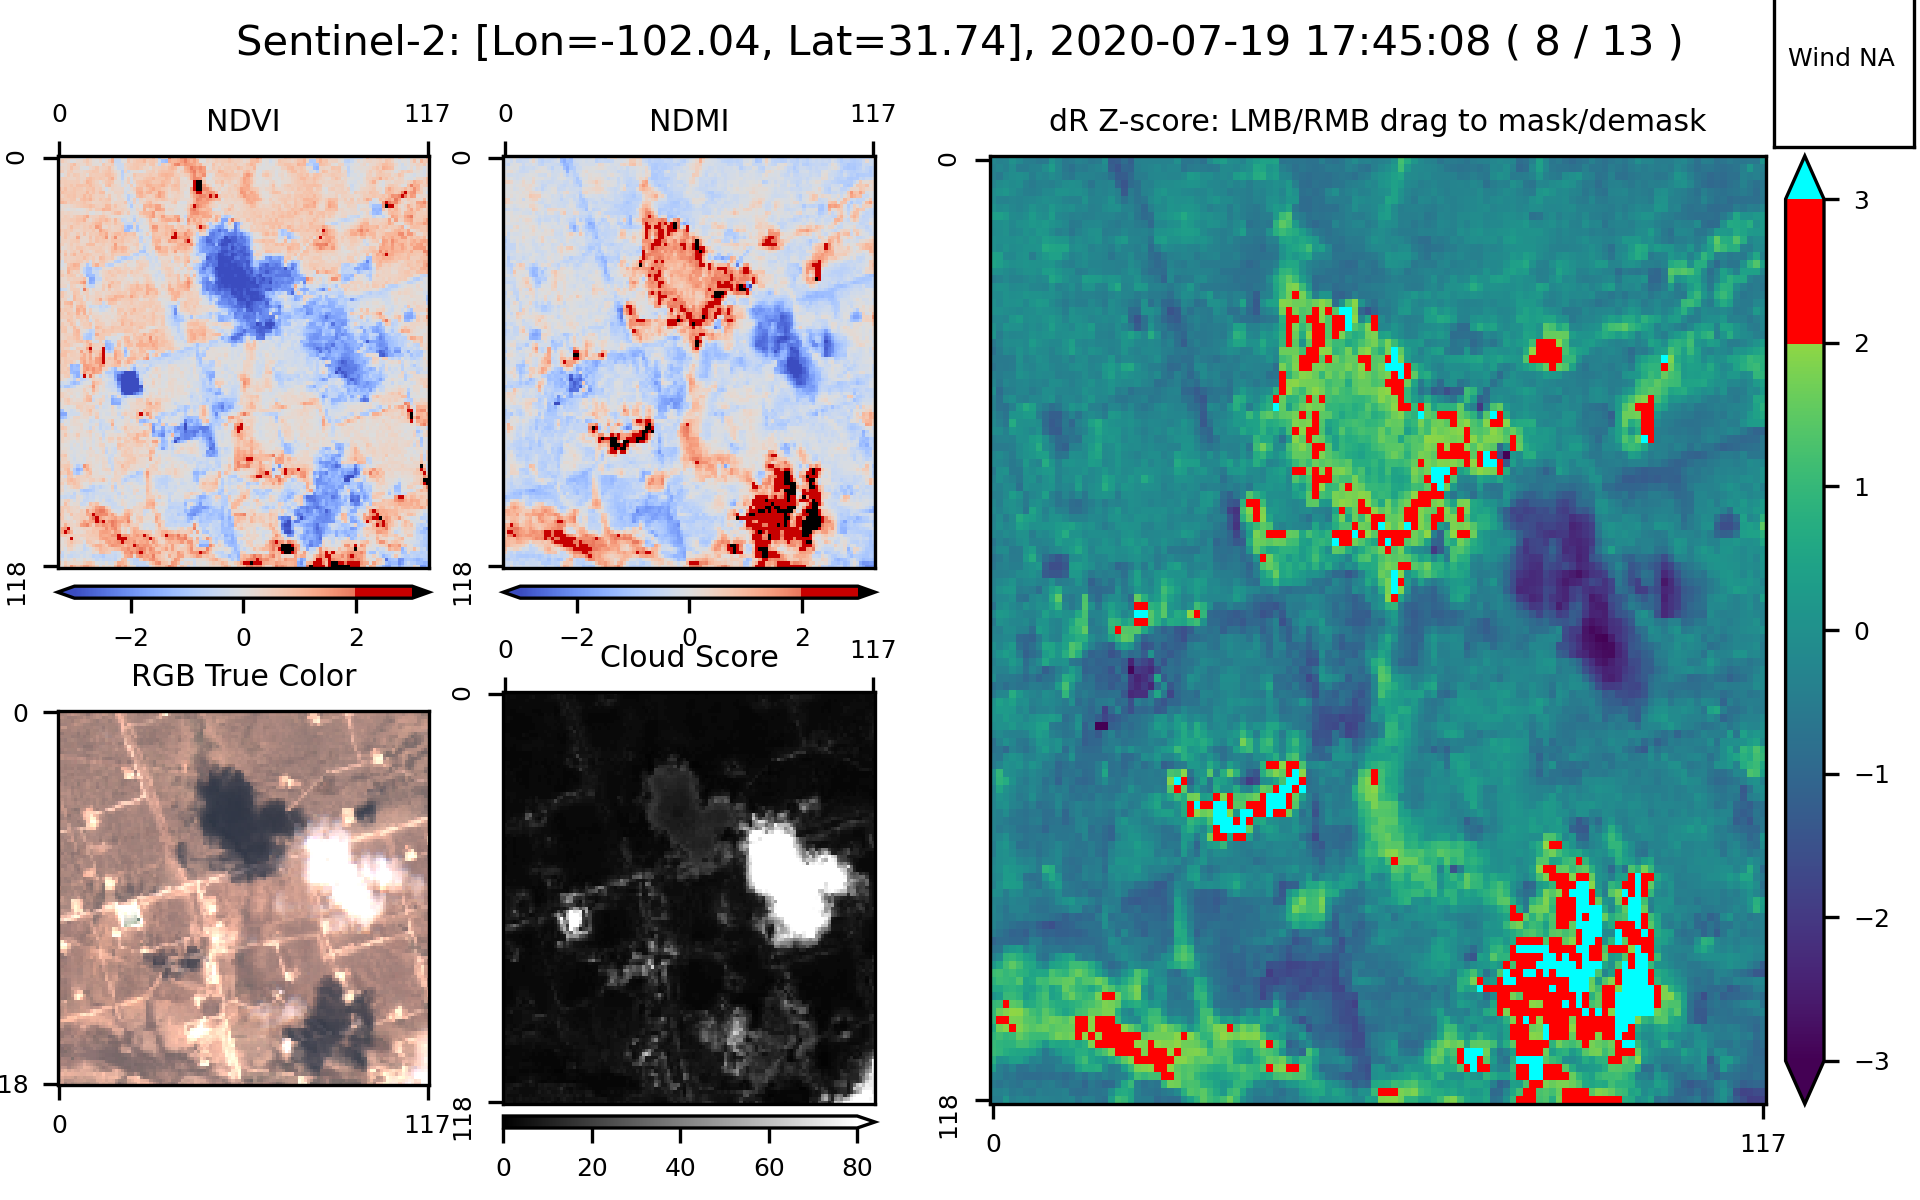 Sentinel-2: [Lon=-102.04, Lat=31.74], 2020-07-19 17:45:08 ( 8 / 13 )
Wind NA
0 117
NDVI
0
118
−2 0 2
0 117
NDMI
0
118
−2 0 2
dR Z-score: LMB/RMB drag to mask/demask
0
118
0 117
3
2
1
0
−1
−2
−3
RGB True Color
0
18
0 117
0 117
Cloud Score
0
118
0 20 40 60 80